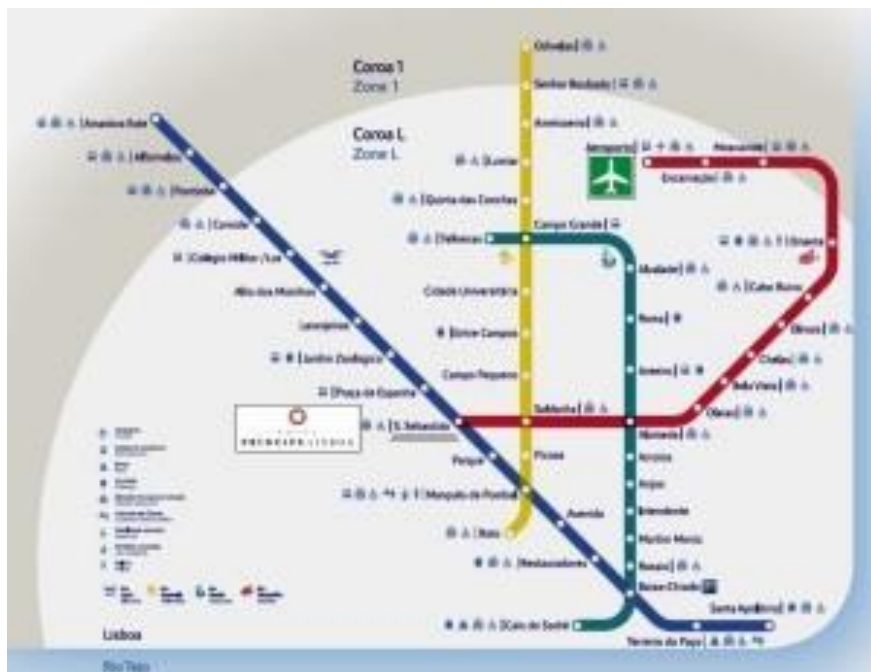 Coroa 1
Zone 1
Coroa L
Zone L
Odivelas
Senhor Roubado
Ameixoeira
Lumiar
Quinta das Conchas
Campo Grande
Telheiras
Cidade Universitária
Entre Campos
Campo Pequeno
Saldanha
Picoas
Marquês de Pombal
Rato
Amadora Este
Alfornelos
Pontinha
Carnide
Colégio Militar/Luz
Alto dos Moinhos
Laranjeiras
Jardim Zoológico
Praça de Espanha
S. Sebastião
PRINCIPE LISBOA
Parque
Avenida
Restauradores
Baixa-Chiado
Terreiro do Paço
Santa Apolónia
Aeroporto
Encarnação
Moscavide
Oriente
Cabo Ruivo
Olivais
Chelas
Bela Vista
Olaias
Alameda
Alvalade
Roma
Areeiro
Arroios
Anjos
Intendente
Martim Moniz
Rossio
Cais do Sodré
Lisboa
Rio Tejo